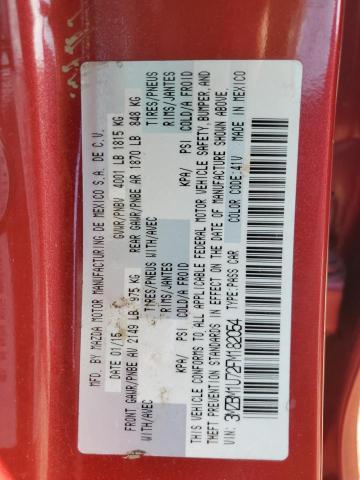 MFD. BY MAZDA MOTOR MANUFACTURING DE MEXICO S.A. DE C.V.
DATE 01/15 GVWR/PNBV 4001 LB 1815 KG
FRONT GAWR/PNBE AV 2149 LB 975 KG REAR GAWR/PNBE AR 1870 LB 848 KG
WITH/AVEC TIRES/PNEUS WITH/AVEC TIRES/PNEUS
RIMS/JANTES RIMS/JANTES
KPA/ PSI COLD/A FROID KPA/ PSI COLD/A FROID
THIS VEHICLE CONFORMS TO ALL APPLICABLE FEDERAL MOTOR VEHICLE SAFETY, BUMPER, AND
THEFT PREVENTION STANDARDS IN EFFECT ON THE DATE OF MANUFACTURE SHOWN ABOVE.
VIN: 3MZBM1U72FM182054 TYPE:PASS CAR COLOR CODE:41V MADE IN MEXICO